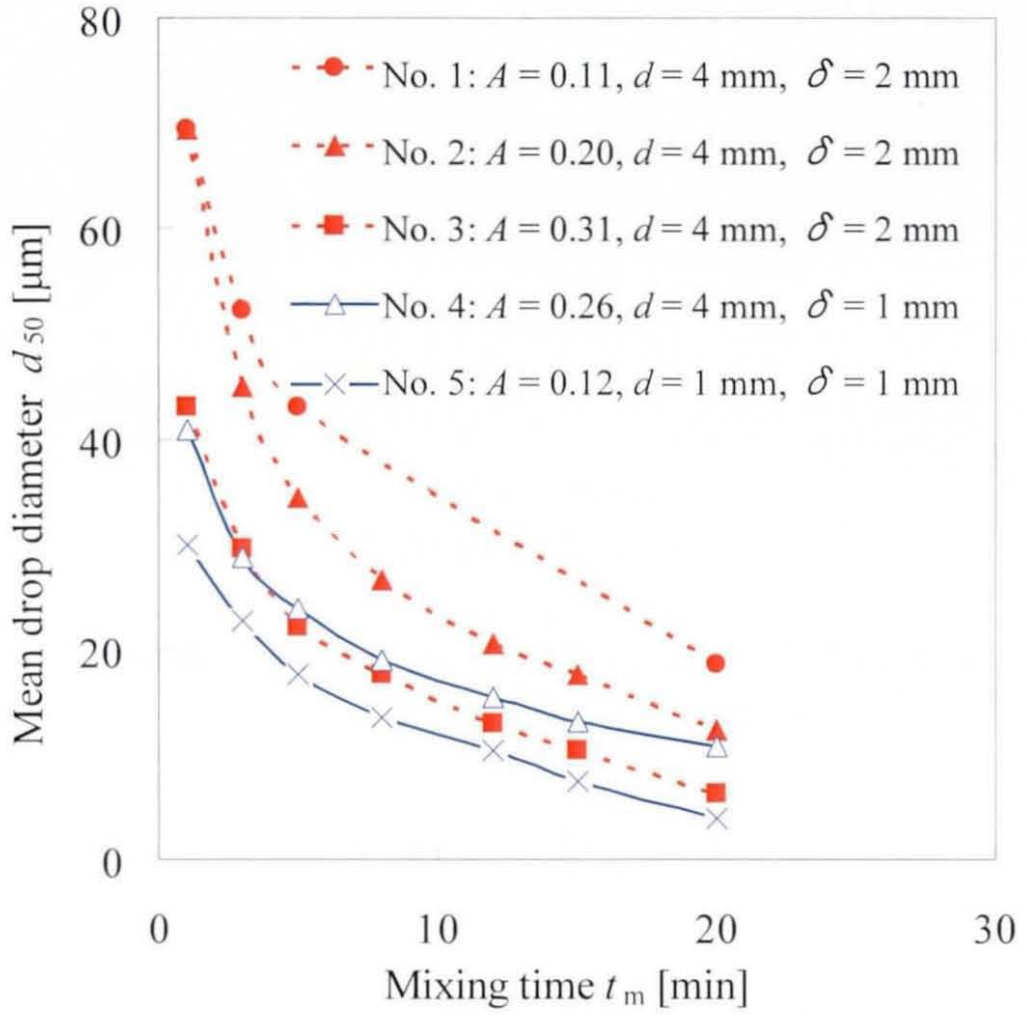 80
60
40
20
0
Mean drop diameter d50 [μm]
No. 1: A = 0.11, d = 4 mm, δ = 2 mm
No. 2: A = 0.20, d = 4 mm, δ = 2 mm
No. 3: A = 0.31, d = 4 mm, δ = 2 mm
No. 4: A = 0.26, d = 4 mm, δ = 1 mm
No. 5: A = 0.12, d = 1 mm, δ = 1 mm
0 10 20 30
Mixing time tm [min]